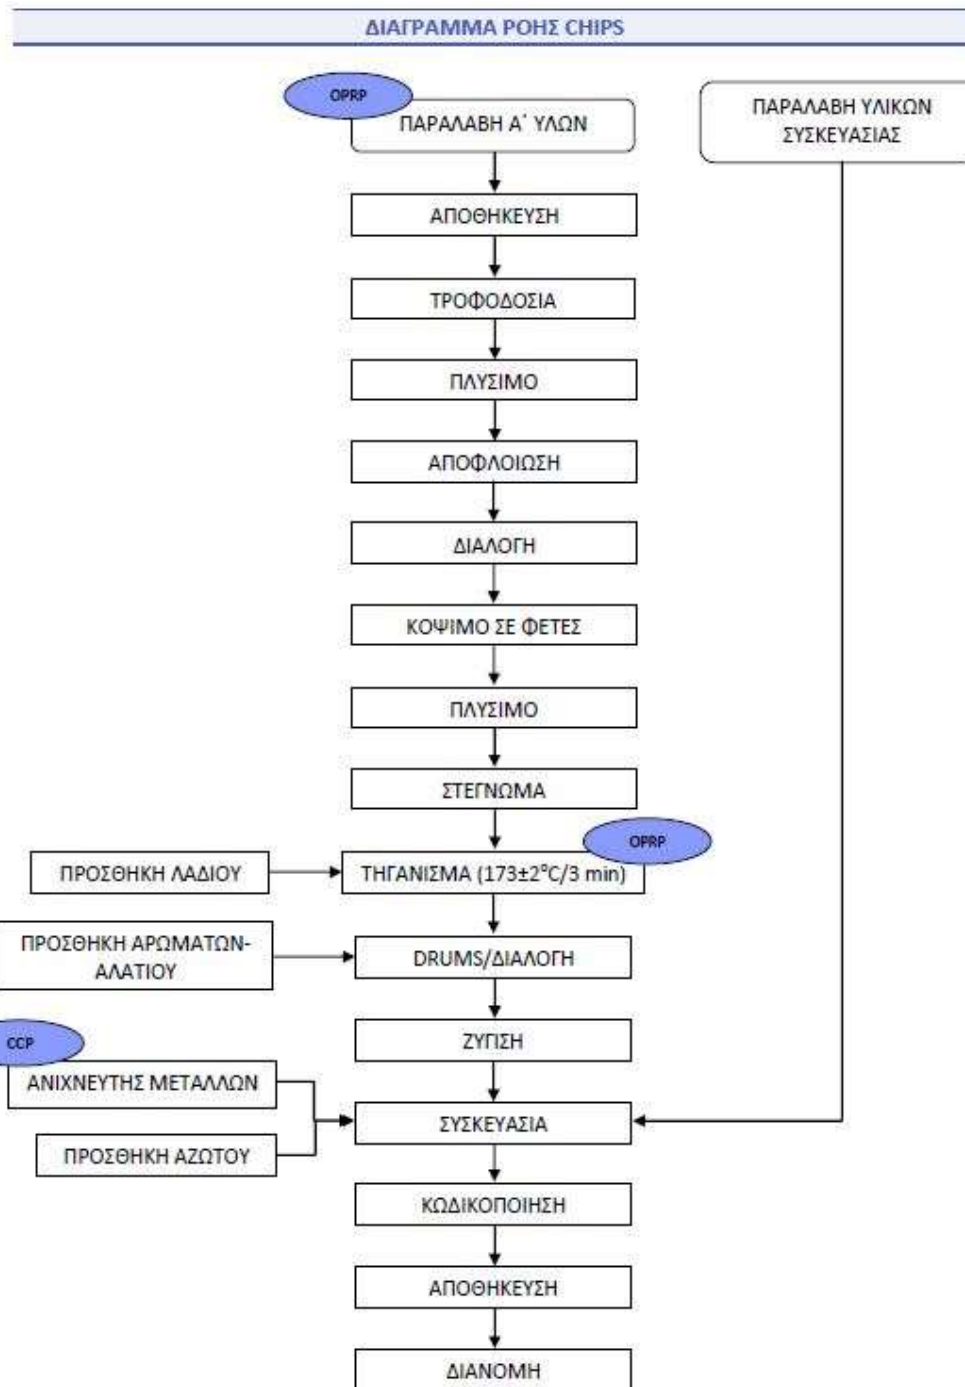 ΔΙΑΓΡΑΜΜΑ ΡΟΗΣ CHIPS
OPRP
ΠΑΡΑΛΑΒΗ Α΄ ΥΛΩΝ
ΠΑΡΑΛΑΒΗ ΥΛΙΚΩΝ
ΣΥΣΚΕΥΑΣΙΑΣ
ΑΠΟΘΗΚΕΥΣΗ
ΤΡΟΦΟΔΟΣΙΑ
ΠΛΥΣΙΜΟ
ΑΠΟΦΛΟΙΩΣΗ
ΔΙΑΛΟΓΗ
ΚΟΨΙΜΟ ΣΕ ΦΕΤΕΣ
ΠΛΥΣΙΜΟ
ΣΤΕΓΝΩΜΑ
OPRP
ΠΡΟΣΘΗΚΗ ΛΑΔΙΟΥ
ΤΗΓΑΝΙΣΜΑ (173±2°C/3 min)
ΠΡΟΣΘΗΚΗ ΑΡΩΜΑΤΩΝ-
ΑΛΑΤΙΟΥ
DRUMS/ΔΙΑΛΟΓΗ
CCP
ΖΥΓΙΣΗ
ΑΝΙΧΝΕΥΤΗΣ ΜΕΤΑΛΛΩΝ
ΣΥΣΚΕΥΑΣΙΑ
ΠΡΟΣΘΗΚΗ ΑΖΩΤΟΥ
ΚΩΔΙΚΟΠΟΙΗΣΗ
ΑΠΟΘΗΚΕΥΣΗ
ΔΙΑΝΟΜΗ